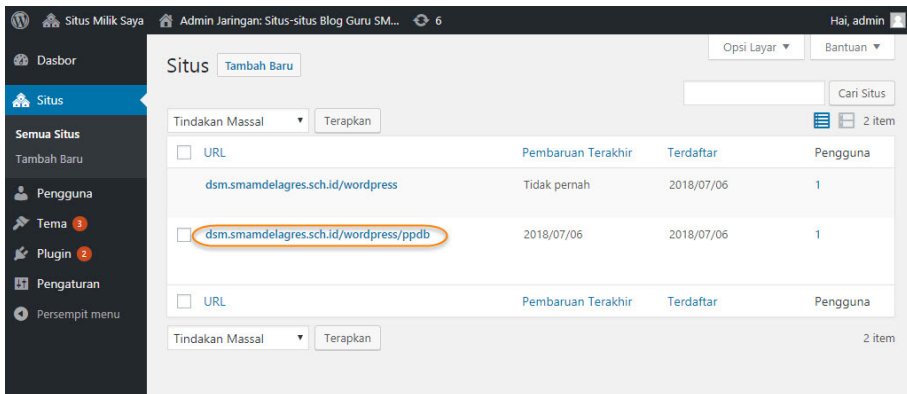 Situs Milik Saya Admin Jaringan: Situs-situs Blog Guru SM... 6 Hai, admin
Opsi Layar ▼ Bantuan ▼
Dasbor
Situs
Semua Situs
Tambah Baru
Pengguna
Tema 3
Plugin 2
Pengaturan
Persempit menu
Situs Tambah Baru
Cari Situs
Tindakan Massal ▼ Terapkan 2 item
URL Pembaruan Terakhir Terdaftar Pengguna
dsm.smamdelagres.sch.id/wordpress Tidak pernah 2018/07/06 1
dsm.smamdelagres.sch.id/wordpress/ppdb 2018/07/06 2018/07/06 1
URL Pembaruan Terakhir Terdaftar Pengguna
Tindakan Massal ▼ Terapkan 2 item